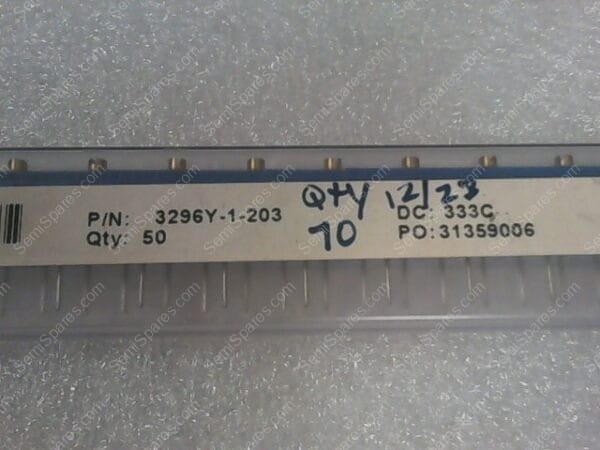 P/N: 3296Y-1-203
Qty: 50
Qty 12/23
70
DC: 333C
PO:31359006
SemiSpares.com